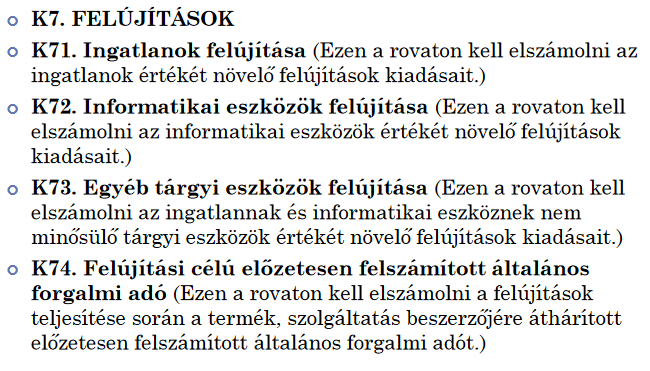 K7. FELÚJÍTÁSOK
K71. Ingatlanok felújítása (Ezen a rovaton kell elszámolni az
ingatlanok értékét növelő felújítások kiadásait.)
K72. Informatikai eszközök felújítása (Ezen a rovaton kell
elszámolni az informatikai eszközök értékét növelő felújítások
kiadásait.)
K73. Egyéb tárgyi eszközök felújítása (Ezen a rovaton kell
elszámolni az ingatlannak és informatikai eszköznek nem
minősülő tárgyi eszközök értékét növelő felújítások kiadásait.)
K74. Felújítási célú előzetesen felszámított általános
forgalmi adó (Ezen a rovaton kell elszámolni a felújítások
teljesítése során a termék, szolgáltatás beszerzőjére áthárított
előzetesen felszámított általános forgalmi adót.)